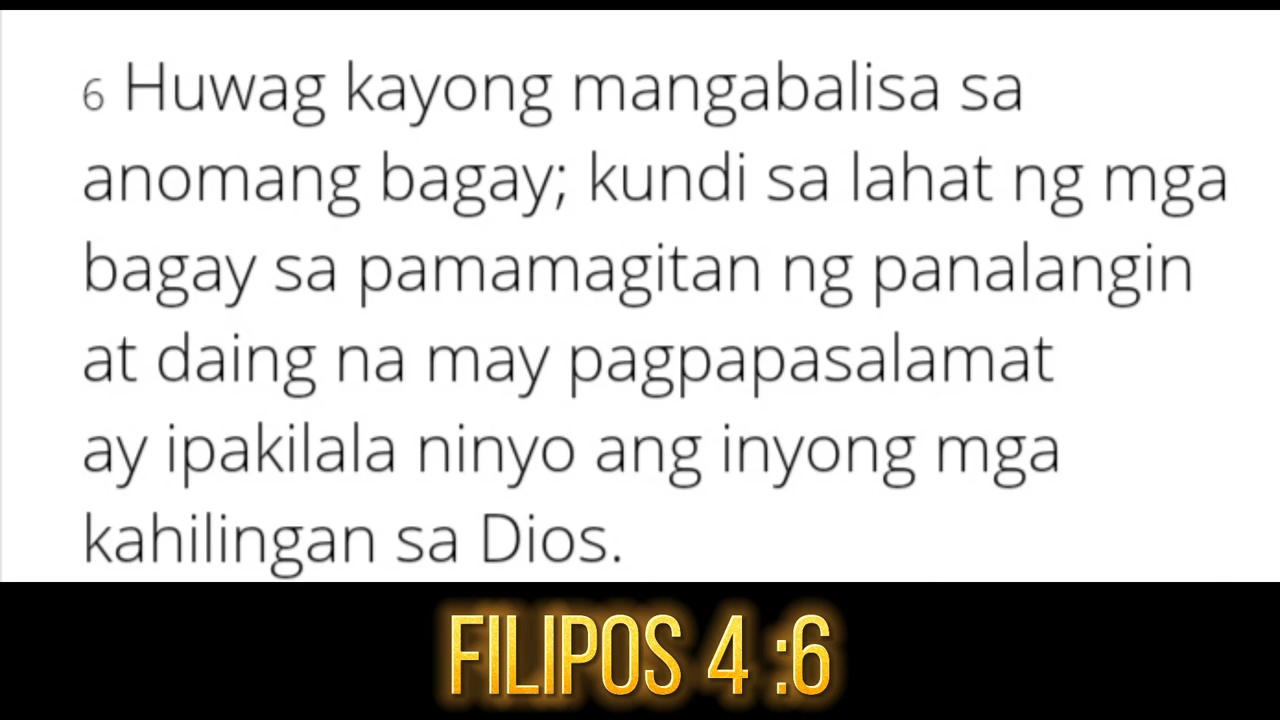 6 Huwag kayong mangabalisa sa
anomang bagay; kundi sa lahat ng mga
bagay sa pamamagitan ng panalangin
at daing na may pagpapasalamat
ay ipakilala ninyo ang inyong mga
kahilingan sa Dios.
FILIPOS 4 :6